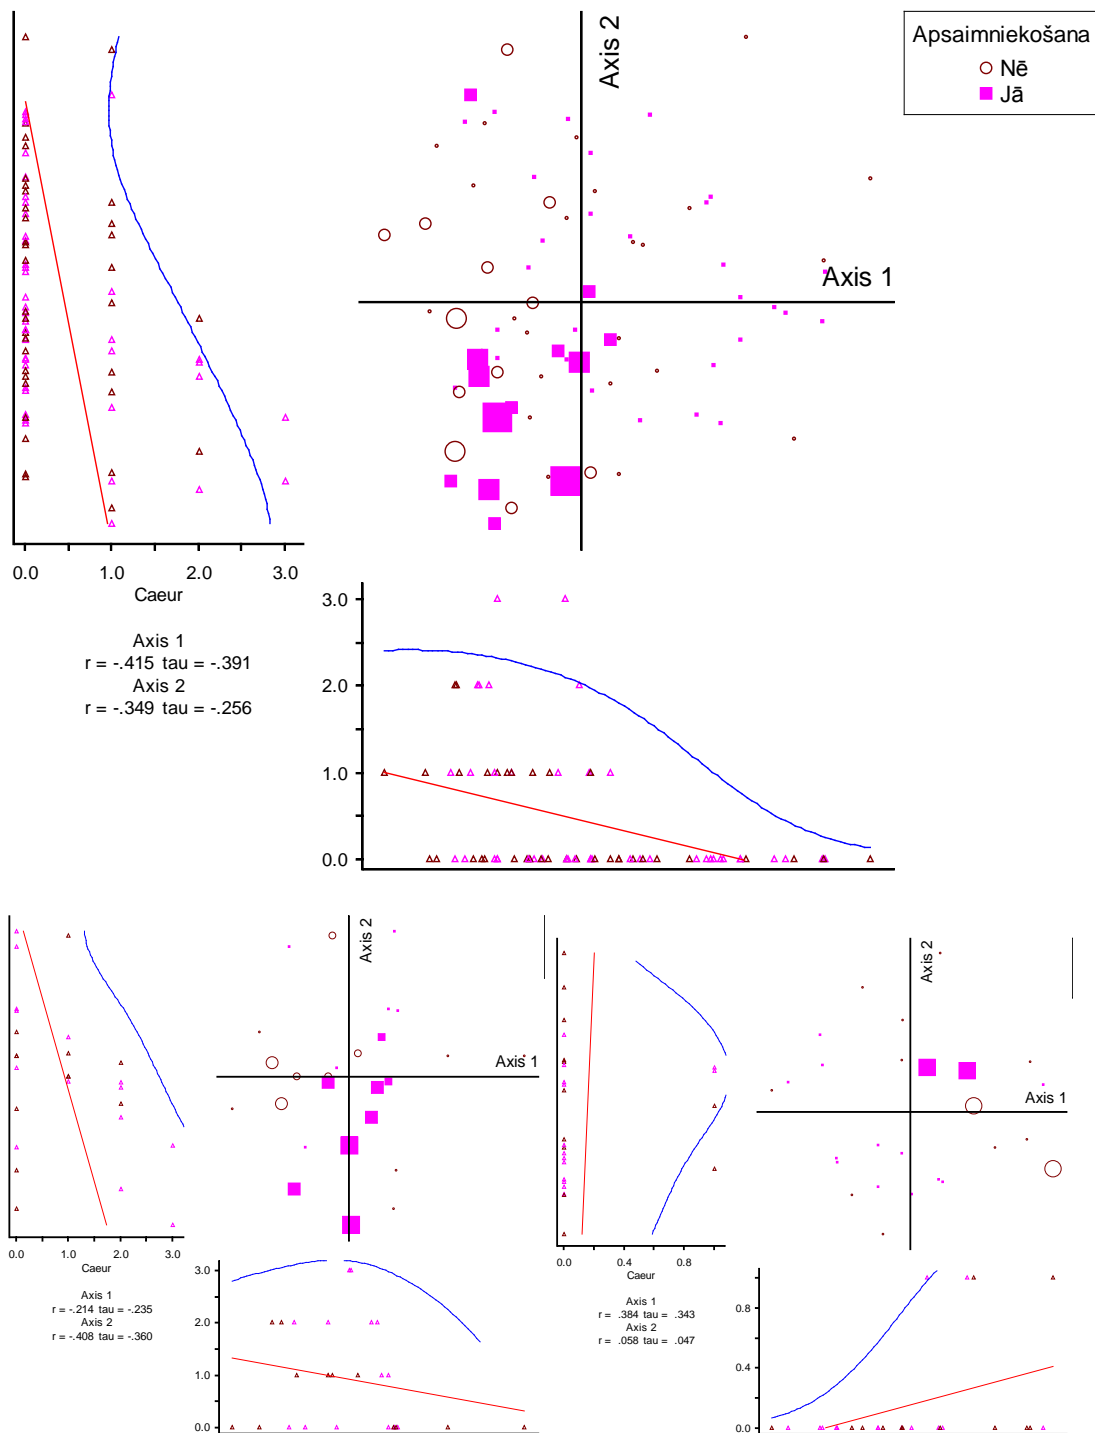 Axis 2
Apsaimniekošana
Nē
Jā
Axis 1
0.0 1.0 2.0 3.0
Caeur
Axis 1
r = -.415 tau = -.391
Axis 2
r = -.349 tau = -.256
3.0
2.0
1.0
0.0
Axis 2
Axis 1
0.0 1.0 2.0 3.0
Caeur
Axis 1
r = -.214 tau = -.235
Axis 2
r = -.408 tau = -.360
3.0
2.0
1.0
0.0
Axis 2
Axis 1
0.0 0.4 0.8
Caeur
Axis 1
r = .384 tau = .343
Axis 2
r = .058 tau = .047
0.8
0.4
0.0